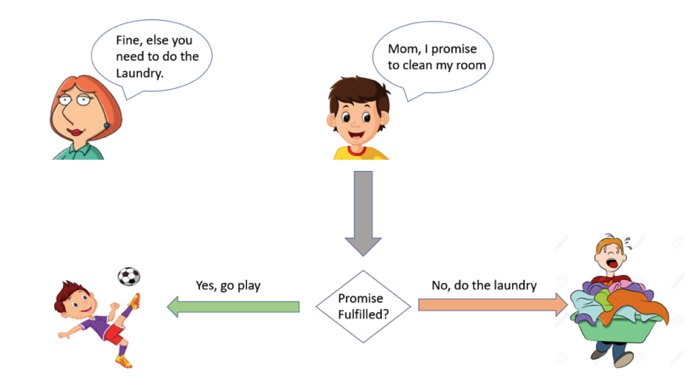 Fine, else you
need to do the
Laundry.
Mom, I promise
to clean my room
Yes, go play
Promise
Fulfilled?
No, do the laundry